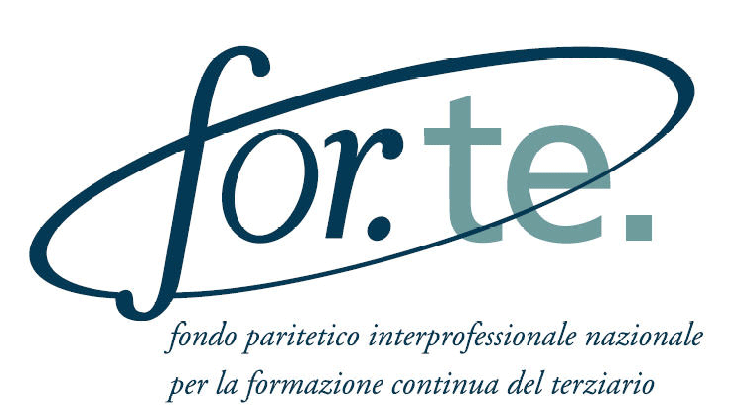 for.te.
fondo paritetico interprofessionale nazionale
per la formazione continua del terziario